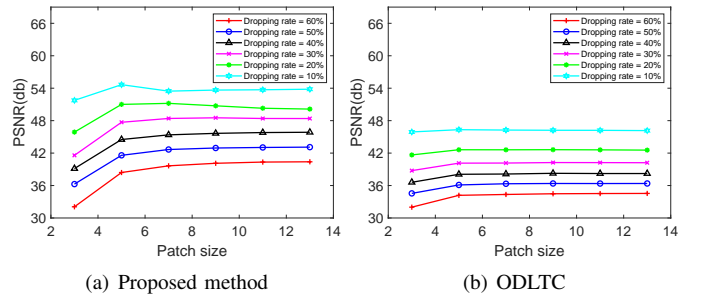 PSNR(db)
66
60
54
48
42
36
30
Dropping rate = 60%
Dropping rate = 50%
Dropping rate = 40%
Dropping rate = 30%
Dropping rate = 20%
Dropping rate = 10%
2 4 6 8 10 12 14
Patch size
(a) Proposed method
PSNR(db)
66
60
54
48
42
36
30
Dropping rate = 60%
Dropping rate = 50%
Dropping rate = 40%
Dropping rate = 30%
Dropping rate = 20%
Dropping rate = 10%
2 4 6 8 10 12 14
Patch size
(b) ODLTC